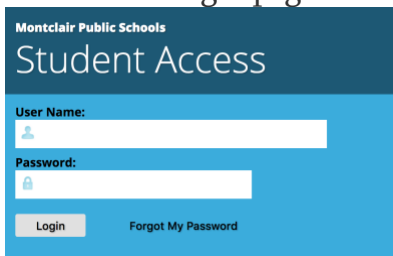 Montclair Public Schools
Student Access
User Name:
Password:
Login Forgot My Password